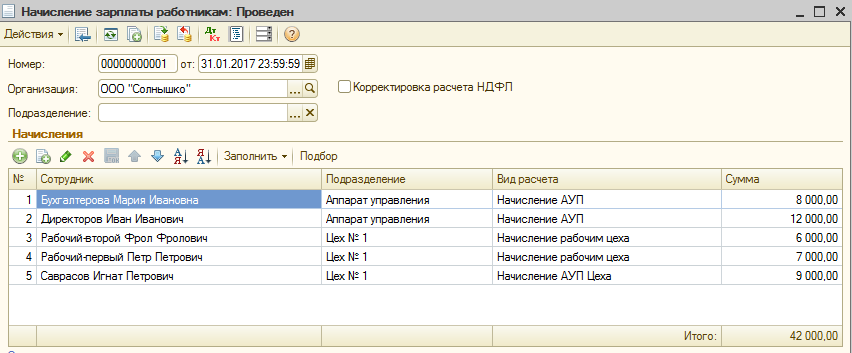 Начисление зарплаты работникам: Проведен
Действия
Дт Кт
Номер: 00000000001 от: 31.01.2017 23:59:59
Организация: ООО "Солнышко" ... Корректировка расчета НДФЛ
Подразделение: ...
Начисления
А Я Я А Заполнить Подбор
№ Сотрудник Подразделение Вид расчета Сумма
1 Бухгалтерова Мария Ивановна Аппарат управления Начисление АУП 8 000,00
2 Директоров Иван Иванович Аппарат управления Начисление АУП 12 000,00
3 Рабочий-второй Фрол Фролович Цех № 1 Начисление рабочим цеха 6 000,00
4 Рабочий-первый Петр Петрович Цех № 1 Начисление рабочим цеха 7 000,00
5 Саврасов Игнат Петрович Цех № 1 Начисление АУП Цеха 9 000,00
Итого: 42 000,00